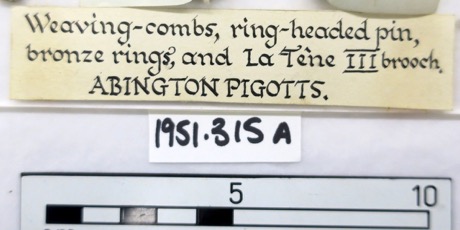 Weaving-combs, ring-headed pin,
bronze rings, and La Tène III brooch.
ABINGTON PIGOTTS.
1951.315 A
5 10